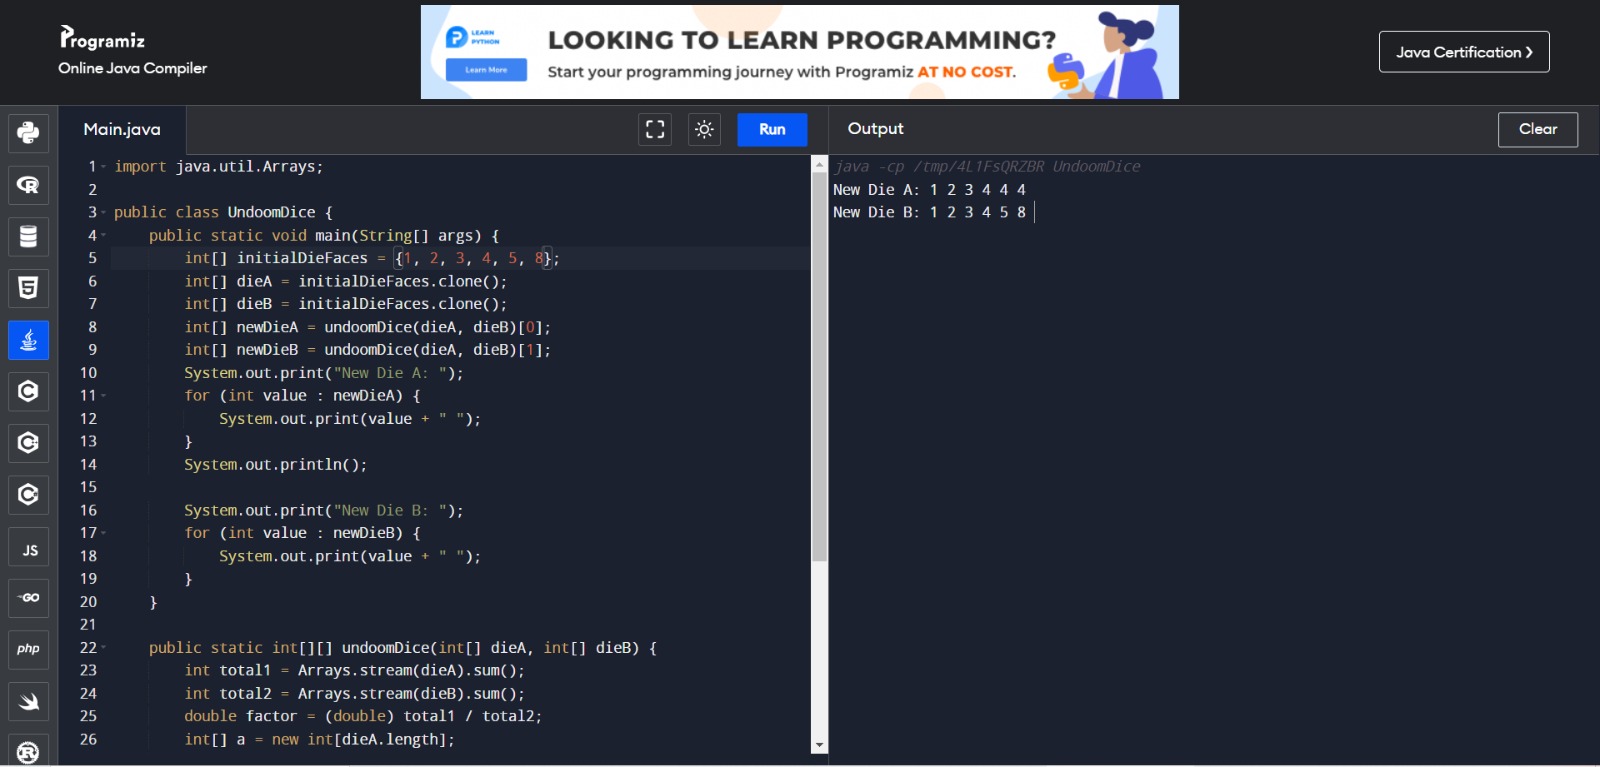 Programiz
Online Java Compiler
LEARN
PYTHON
Learn More
LOOKING TO LEARN PROGRAMMING?
Start your programming journey with Programiz AT NO COST.
Java Certification ❯
Main.java
Run
Output
Clear
1 import java.util.Arrays;
2
3 public class UndoomDice {
4     public static void main(String[] args) {
5         int[] initialDieFaces = {1, 2, 3, 4, 5, 8};
6         int[] dieA = initialDieFaces.clone();
7         int[] dieB = initialDieFaces.clone();
8         int[] newDieA = undoomDice(dieA, dieB)[0];
9         int[] newDieB = undoomDice(dieA, dieB)[1];
10         System.out.print("New Die A: ");
11         for (int value : newDieA) {
12             System.out.print(value + " ");
13         }
14         System.out.println();
15
16         System.out.print("New Die B: ");
17         for (int value : newDieB) {
18             System.out.print(value + " ");
19         }
20     }
21
22     public static int[][] undoomDice(int[] dieA, int[] dieB) {
23         int total1 = Arrays.stream(dieA).sum();
24         int total2 = Arrays.stream(dieB).sum();
25         double factor = (double) total1 / total2;
26         int[] a = new int[dieA.length];
java -cp /tmp/4L1FsQRZBR UndoomDice
New Die A: 1 2 3 4 4 4
New Die B: 1 2 3 4 5 8
R
5
C
C
C
JS
GO
php
R